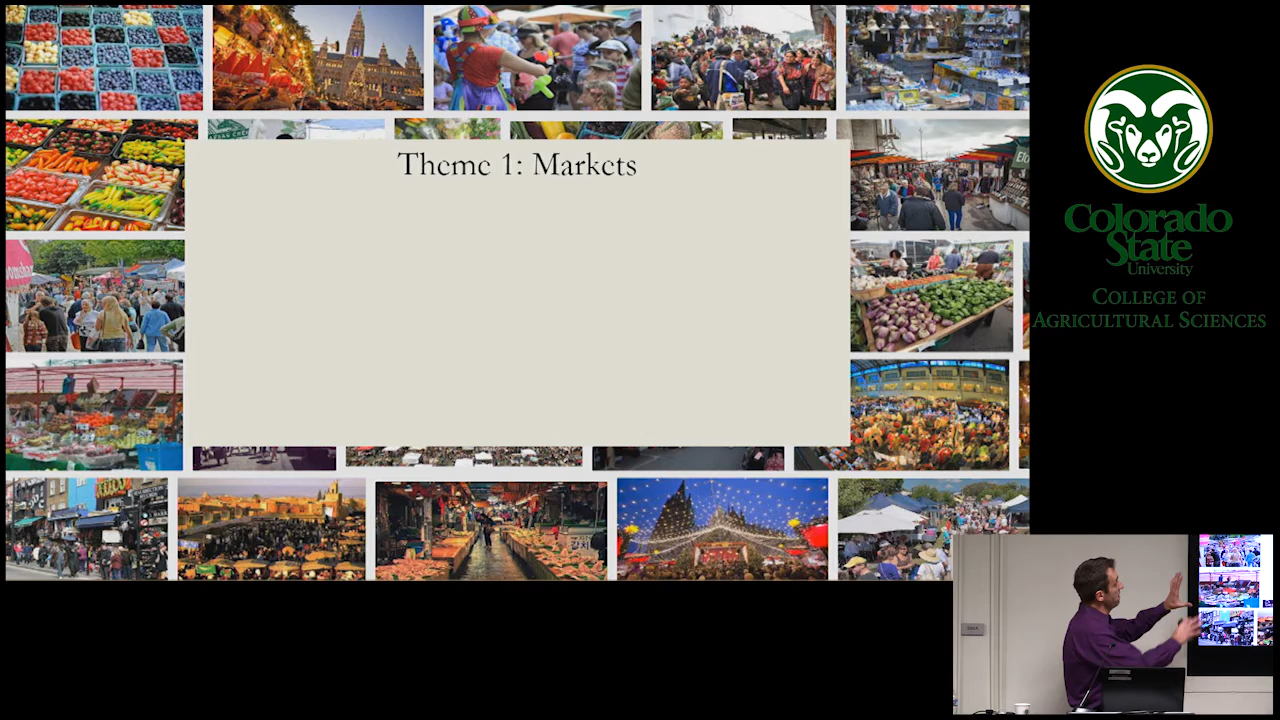 Theme 1: Markets
Colorado
State
University
COLLEGE OF
AGRICULTURAL SCIENCES